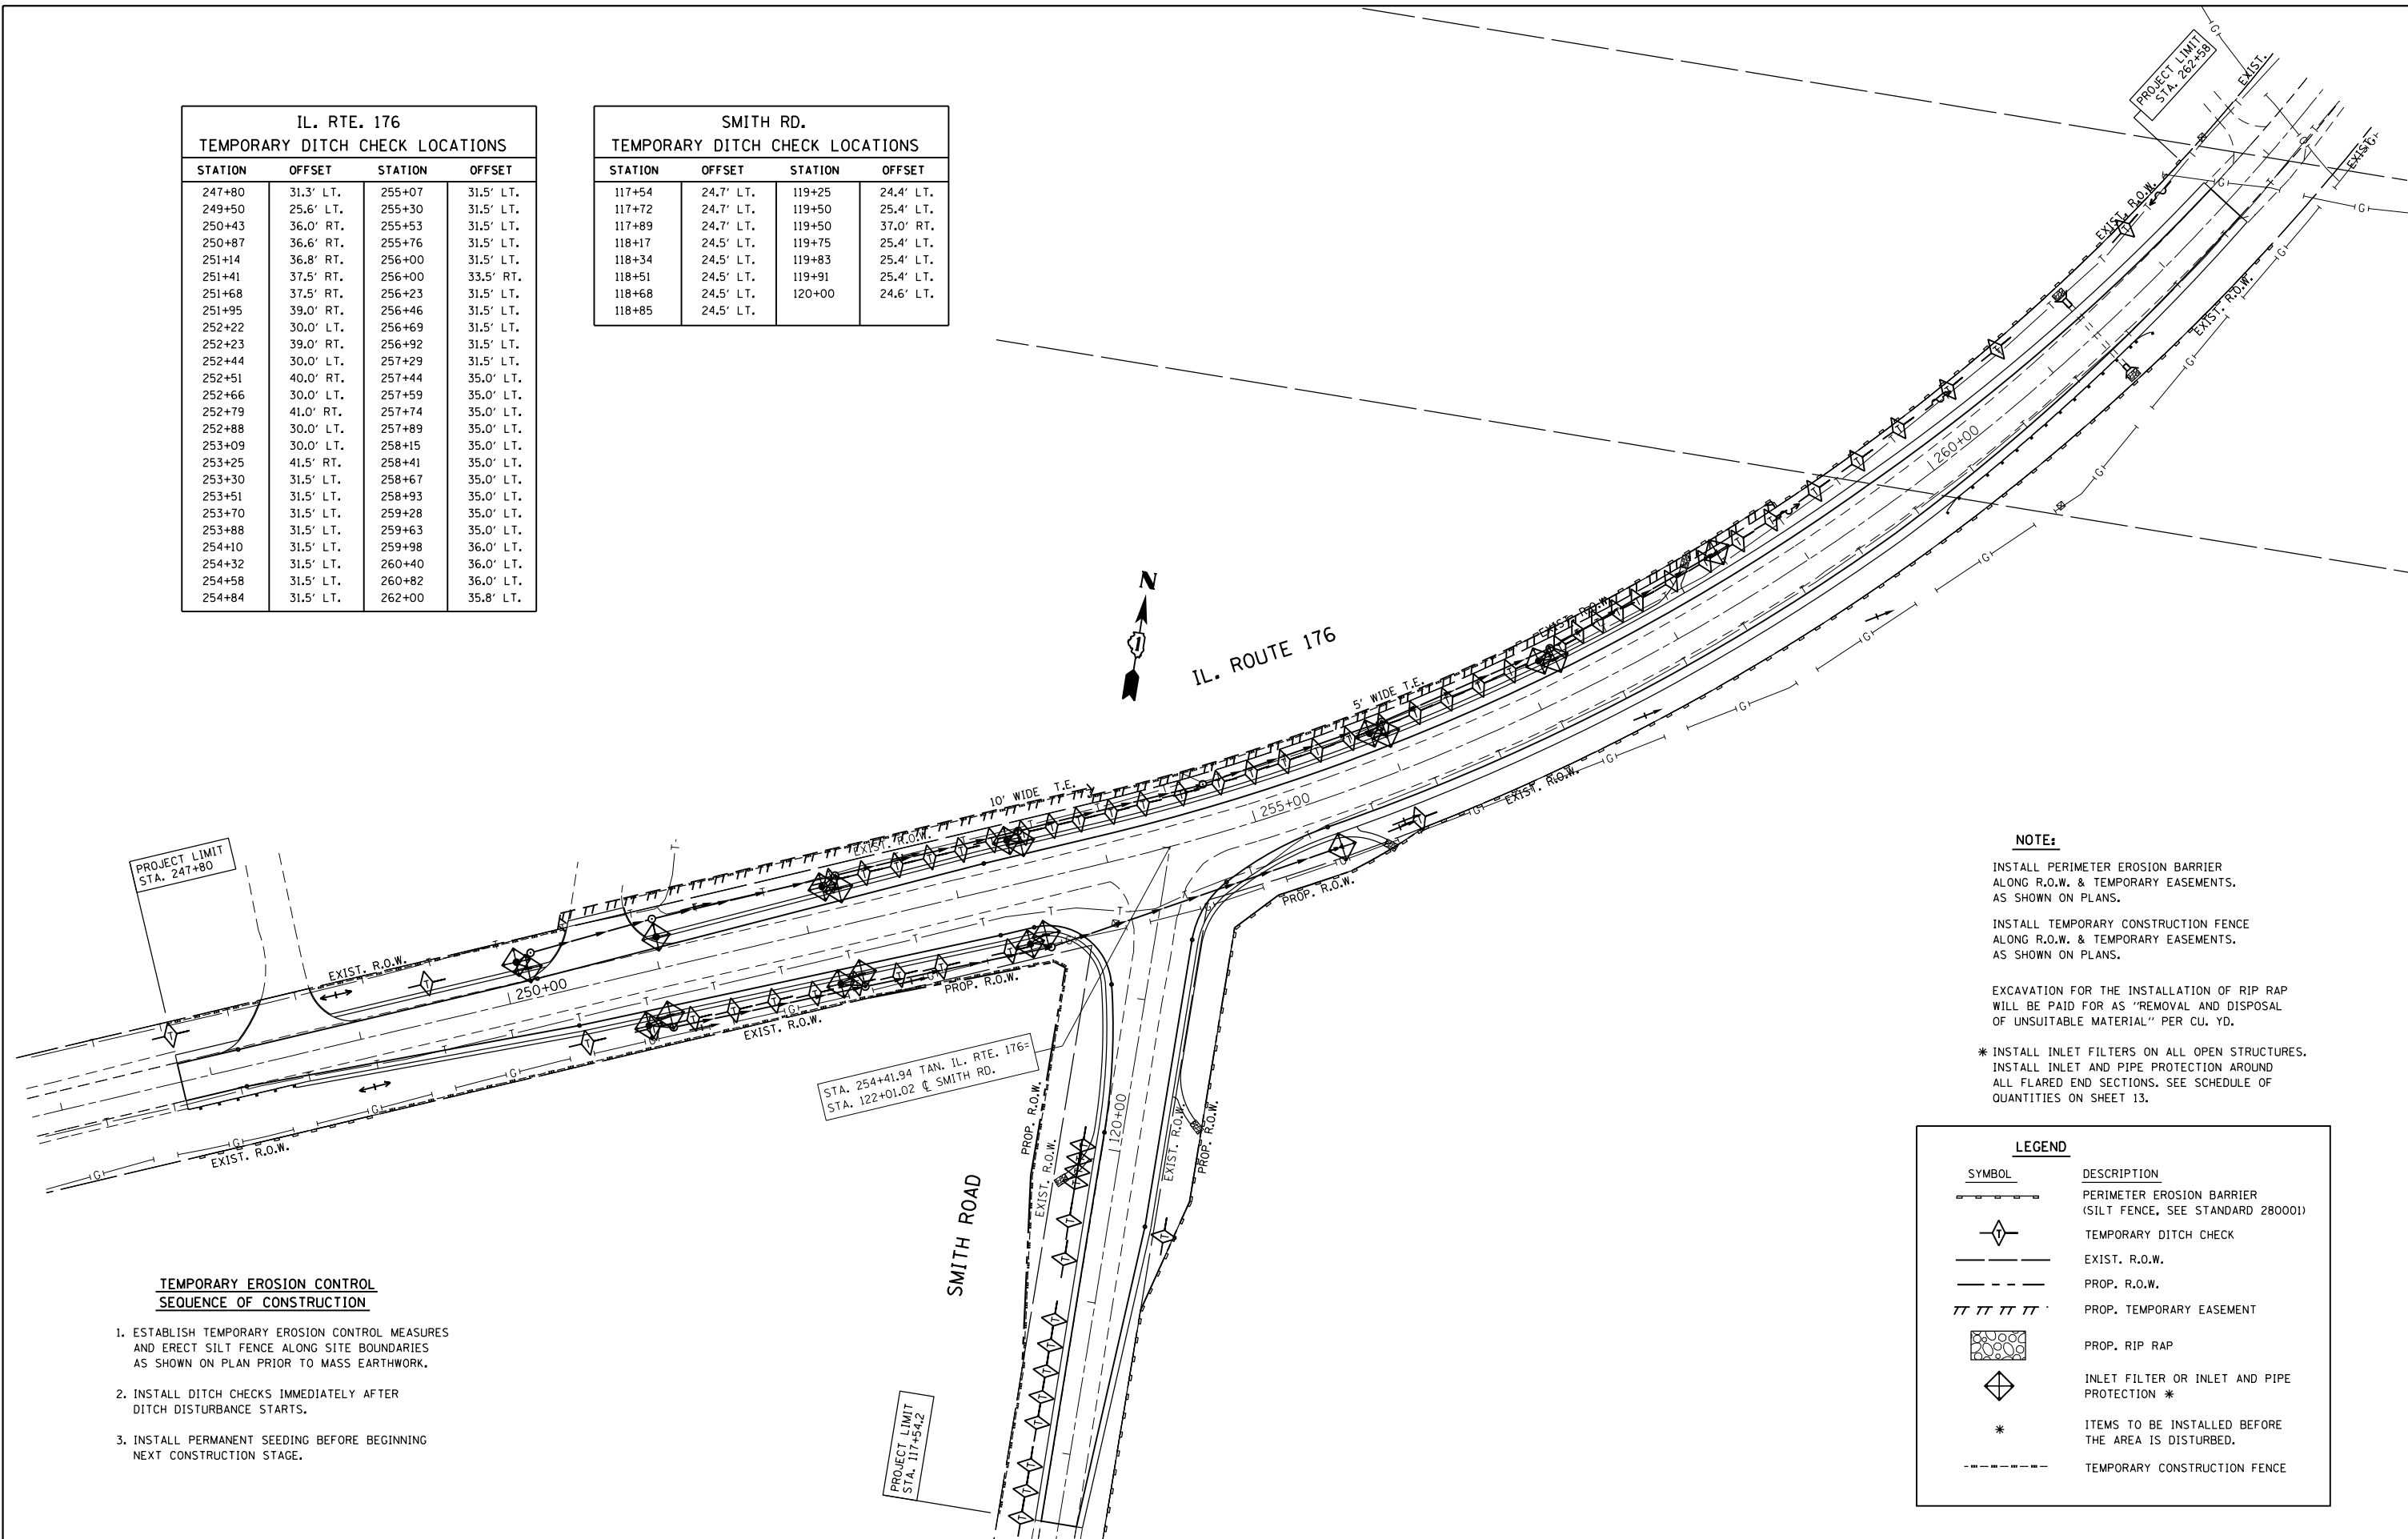 IL. RTE. 176
TEMPORARY DITCH CHECK LOCATIONS
STATION OFFSET STATION OFFSET
247+80 31.3' LT. 255+07 31.5' LT.
249+50 25.6' LT. 255+30 31.5' LT.
250+43 36.0' RT. 255+53 31.5' LT.
250+87 36.6' RT. 255+76 31.5' LT.
251+14 36.8' RT. 256+00 31.5' LT.
251+41 37.5' RT. 256+00 33.5' RT.
251+68 37.5' RT. 256+23 31.5' LT.
251+95 39.0' RT. 256+46 31.5' LT.
252+22 30.0' LT. 256+69 31.5' LT.
252+23 39.0' RT. 256+92 31.5' LT.
252+44 30.0' LT. 257+29 31.5' LT.
252+51 40.0' RT. 257+44 35.0' LT.
252+66 30.0' LT. 257+59 35.0' LT.
252+79 41.0' RT. 257+74 35.0' LT.
252+88 30.0' LT. 257+89 35.0' LT.
253+09 30.0' LT. 258+15 35.0' LT.
253+25 41.5' RT. 258+41 35.0' LT.
253+30 31.5' LT. 258+67 35.0' LT.
253+51 31.5' LT. 258+93 35.0' LT.
253+70 31.5' LT. 259+28 35.0' LT.
253+88 31.5' LT. 259+63 35.0' LT.
254+10 31.5' LT. 259+98 36.0' LT.
254+32 31.5' LT. 260+40 36.0' LT.
254+58 31.5' LT. 260+82 36.0' LT.
254+84 31.5' LT. 262+00 35.8' LT.
SMITH RD.
TEMPORARY DITCH CHECK LOCATIONS
STATION OFFSET STATION OFFSET
117+54 24.7' LT. 119+25 24.4' LT.
117+72 24.7' LT. 119+50 25.4' LT.
117+89 24.7' LT. 119+50 37.0' RT.
118+17 24.5' LT. 119+75 25.4' LT.
118+34 24.5' LT. 119+83 25.4' LT.
118+51 24.5' LT. 119+91 25.4' LT.
118+68 24.5' LT. 120+00 24.6' LT.
118+85 24.5' LT.
PROJECT LIMIT
STA. 262+58
EXIST.
EXIST.
EXIST. R.O.W.
EXIST. R.O.W.
260+00
N
1
IL. ROUTE 176
EXIST. R.O.W.
5' WIDE T.E.
10' WIDE T.E.
255+00
EXIST. R.O.W.
EXIST. R.O.W.
PROP. R.O.W.
PROJECT LIMIT
STA. 247+80
EXIST. R.O.W.
250+00
PROP. R.O.W.
EXIST. R.O.W.
EXIST. R.O.W.
STA. 254+41.94 TAN. IL. RTE. 176=
STA. 122+01.02 ℄ SMITH RD.
PROP. R.O.W.
EXIST. R.O.W.
120+00
EXIST. R.O.W.
PROP. R.O.W.
SMITH ROAD
PROJECT LIMIT
STA. 117+54.2
TEMPORARY EROSION CONTROL
SEQUENCE OF CONSTRUCTION
1. ESTABLISH TEMPORARY EROSION CONTROL MEASURES
AND ERECT SILT FENCE ALONG SITE BOUNDARIES
AS SHOWN ON PLAN PRIOR TO MASS EARTHWORK.
2. INSTALL DITCH CHECKS IMMEDIATELY AFTER
DITCH DISTURBANCE STARTS.
3. INSTALL PERMANENT SEEDING BEFORE BEGINNING
NEXT CONSTRUCTION STAGE.
NOTE:
INSTALL PERIMETER EROSION BARRIER
ALONG R.O.W. & TEMPORARY EASEMENTS.
AS SHOWN ON PLANS.
INSTALL TEMPORARY CONSTRUCTION FENCE
ALONG R.O.W. & TEMPORARY EASEMENTS.
AS SHOWN ON PLANS.
EXCAVATION FOR THE INSTALLATION OF RIP RAP
WILL BE PAID FOR AS "REMOVAL AND DISPOSAL
OF UNSUITABLE MATERIAL" PER CU. YD.
* INSTALL INLET FILTERS ON ALL OPEN STRUCTURES.
INSTALL INLET AND PIPE PROTECTION AROUND
ALL FLARED END SECTIONS. SEE SCHEDULE OF
QUANTITIES ON SHEET 13.
LEGEND
SYMBOL DESCRIPTION
PERIMETER EROSION BARRIER
(SILT FENCE, SEE STANDARD 280001)
T TEMPORARY DITCH CHECK
EXIST. R.O.W.
PROP. R.O.W.
PROP. TEMPORARY EASEMENT
PROP. RIP RAP
INLET FILTER OR INLET AND PIPE
PROTECTION *
* ITEMS TO BE INSTALLED BEFORE
THE AREA IS DISTURBED.
TEMPORARY CONSTRUCTION FENCE